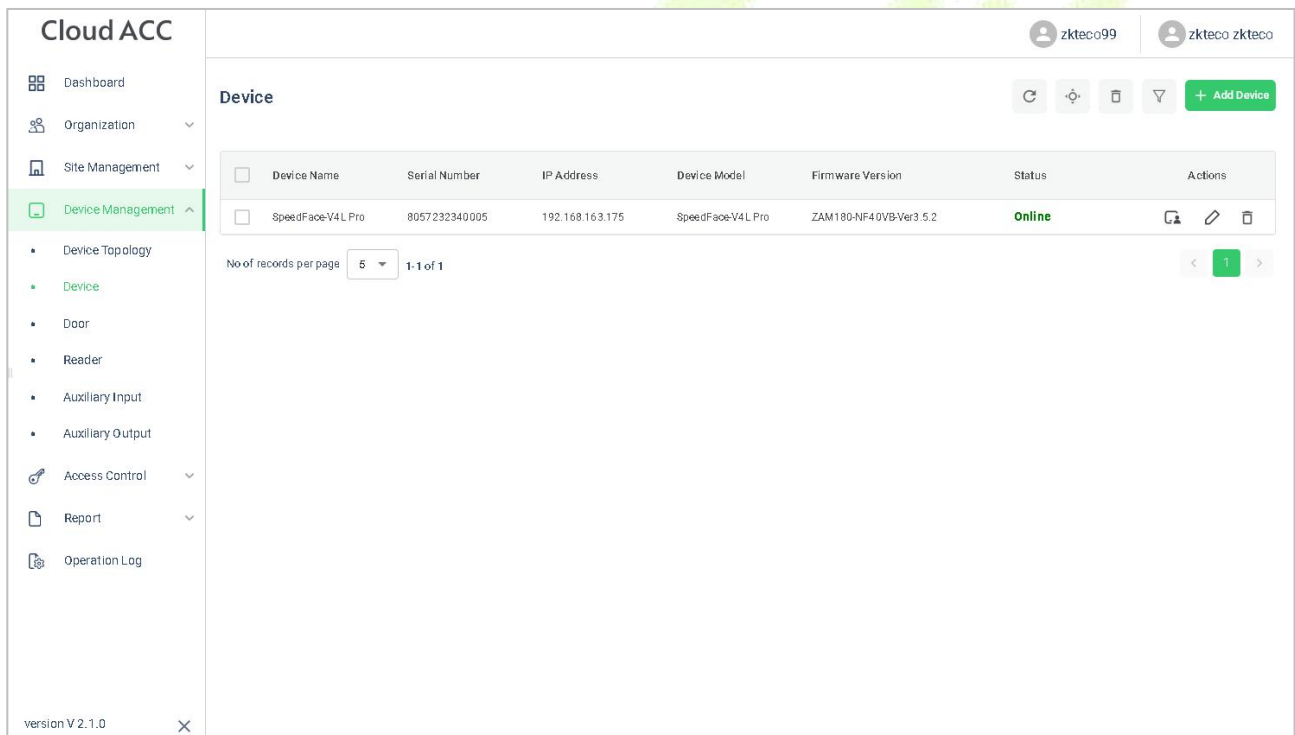 Cloud ACC
zkteco99
zkteco zkteco
Dashboard
Organization
Site Management
Device Management
Device Topology
Device
Door
Reader
Auxiliary Input
Auxiliary Output
Access Control
Report
Operation Log
version V 2.1.0
Device
+ Add Device
Device Name Serial Number IP Address Device Model Firmware Version Status Actions
SpeedFace-V4L Pro 8057232340005 192.168.163.175 SpeedFace-V4L Pro ZAM180-NF40VB-Ver3.5.2 Online
No of records per page 5 1-1 of 1
< 1 >